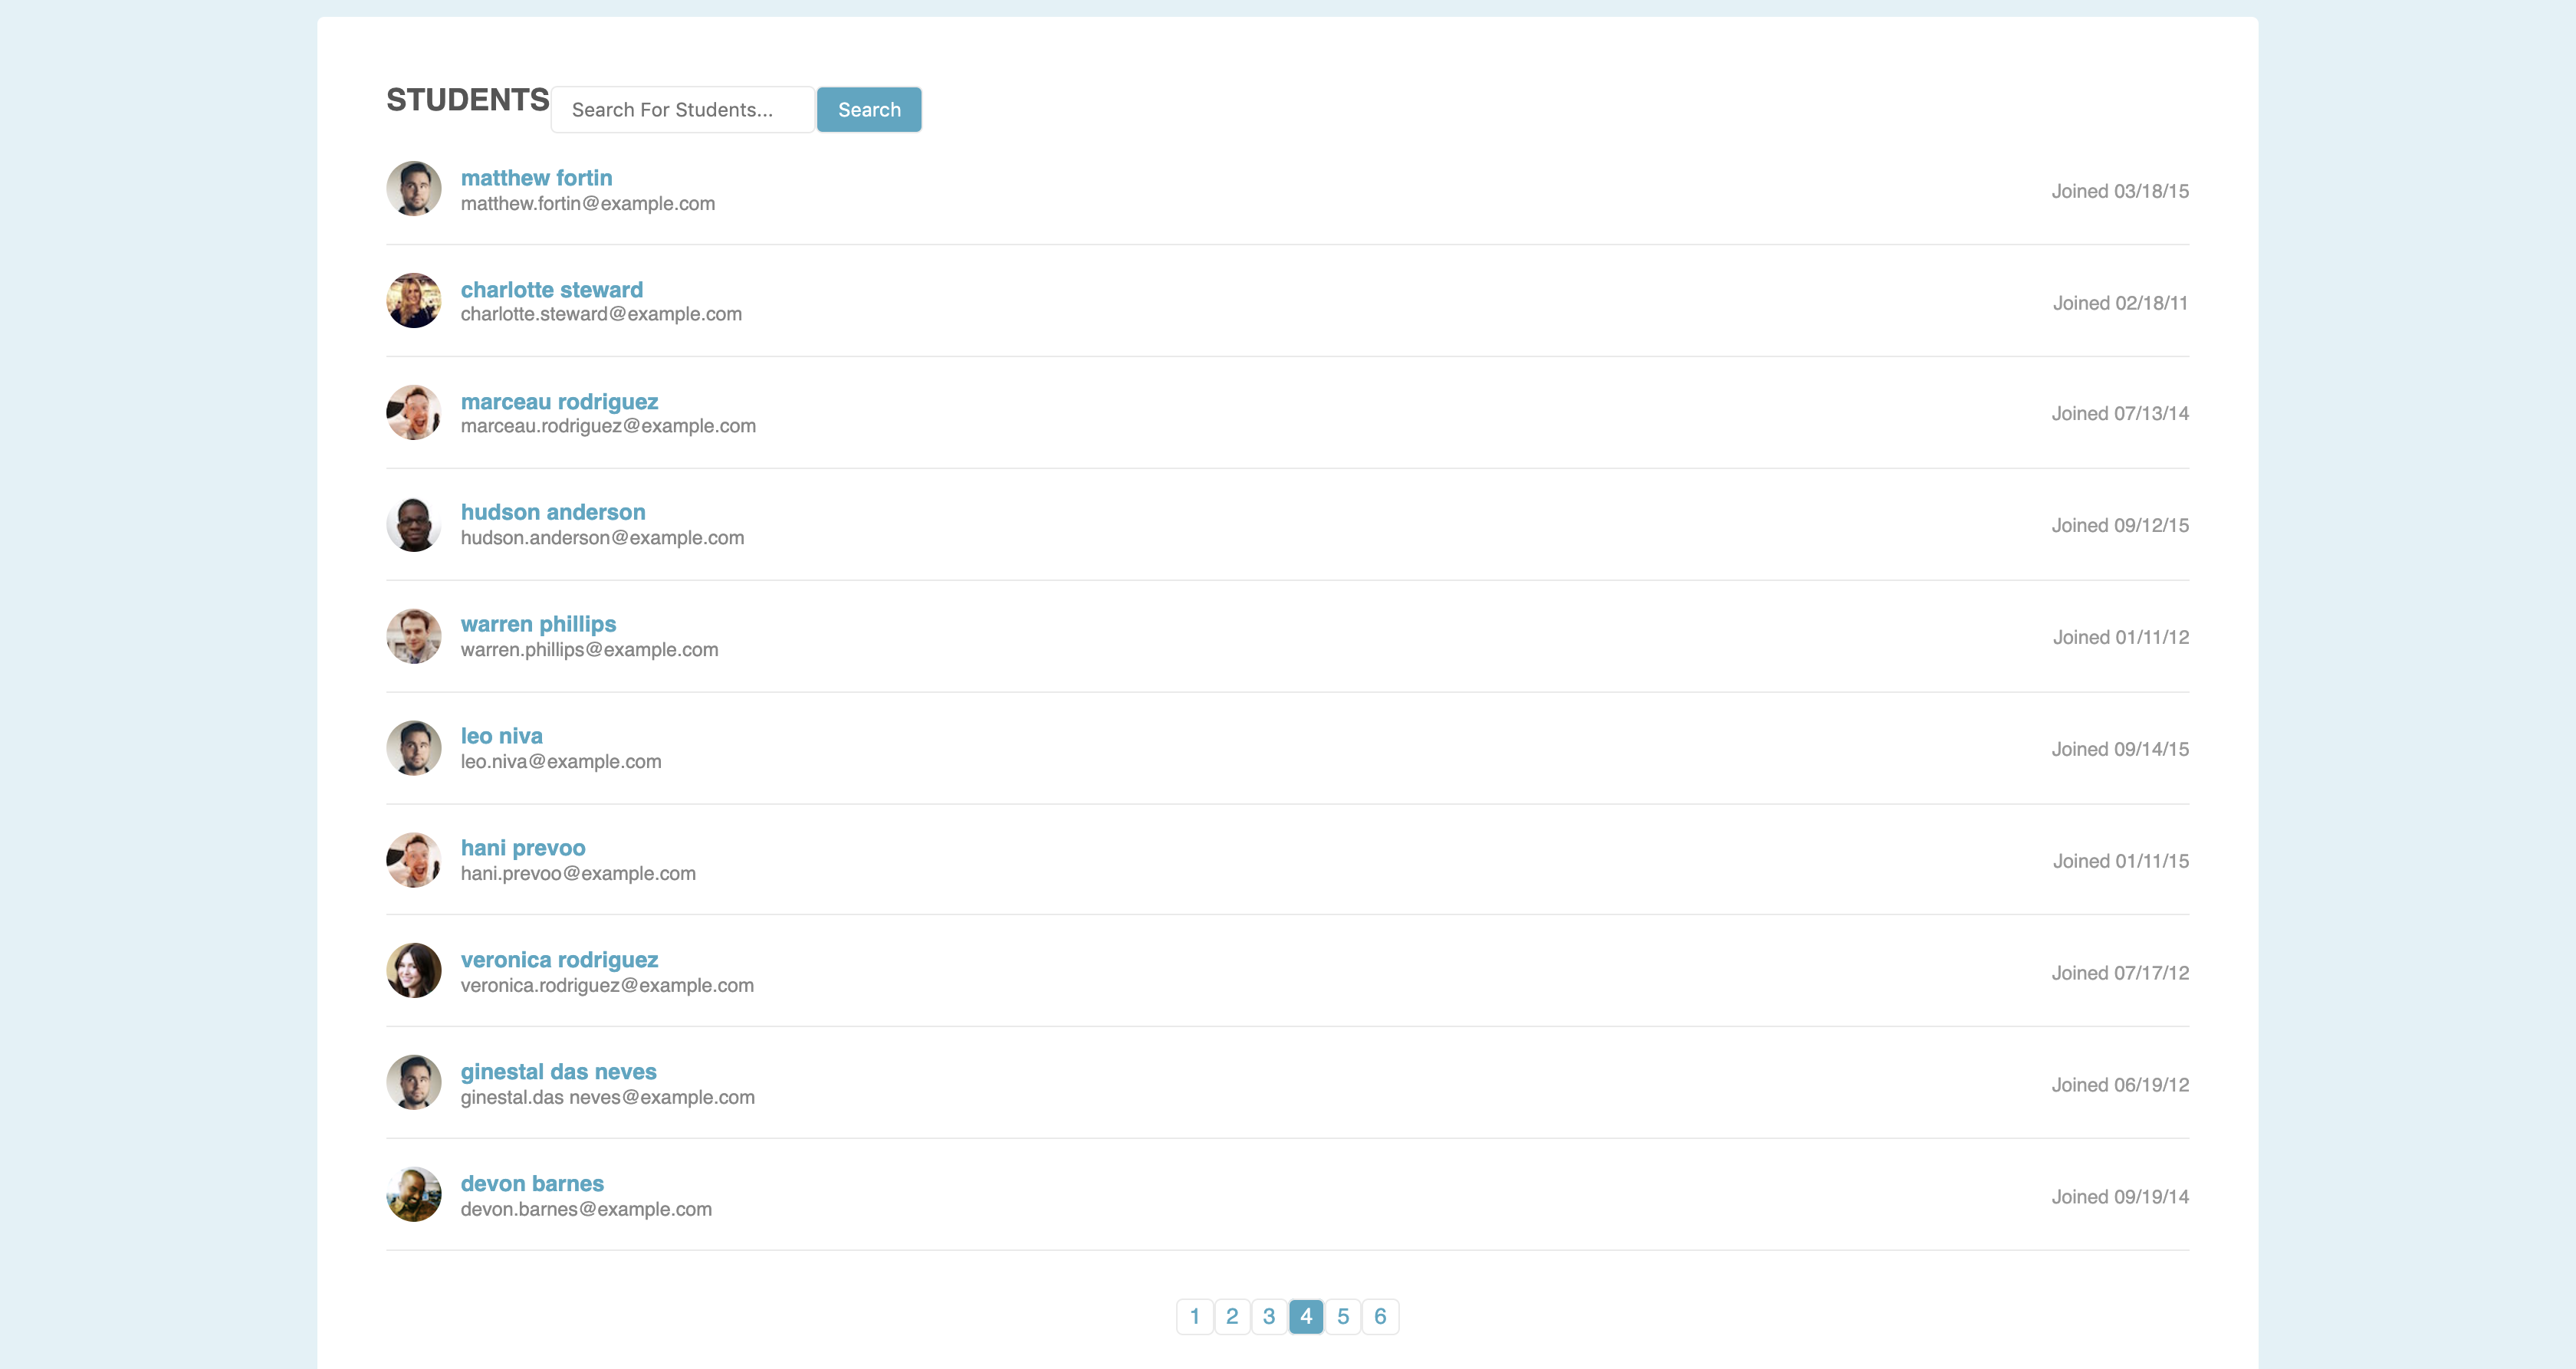 STUDENTS Search For Students... Search
matthew fortin
matthew.fortin@example.com
Joined 03/18/15
charlotte steward
charlotte.steward@example.com
Joined 02/18/11
marceau rodriguez
marceau.rodriguez@example.com
Joined 07/13/14
hudson anderson
hudson.anderson@example.com
Joined 09/12/15
warren phillips
warren.phillips@example.com
Joined 01/11/12
leo niva
leo.niva@example.com
Joined 09/14/15
hani prevoo
hani.prevoo@example.com
Joined 01/11/15
veronica rodriguez
veronica.rodriguez@example.com
Joined 07/17/12
ginestal das neves
ginestal.das neves@example.com
Joined 06/19/12
devon barnes
devon.barnes@example.com
Joined 09/19/14
1 2 3 4 5 6